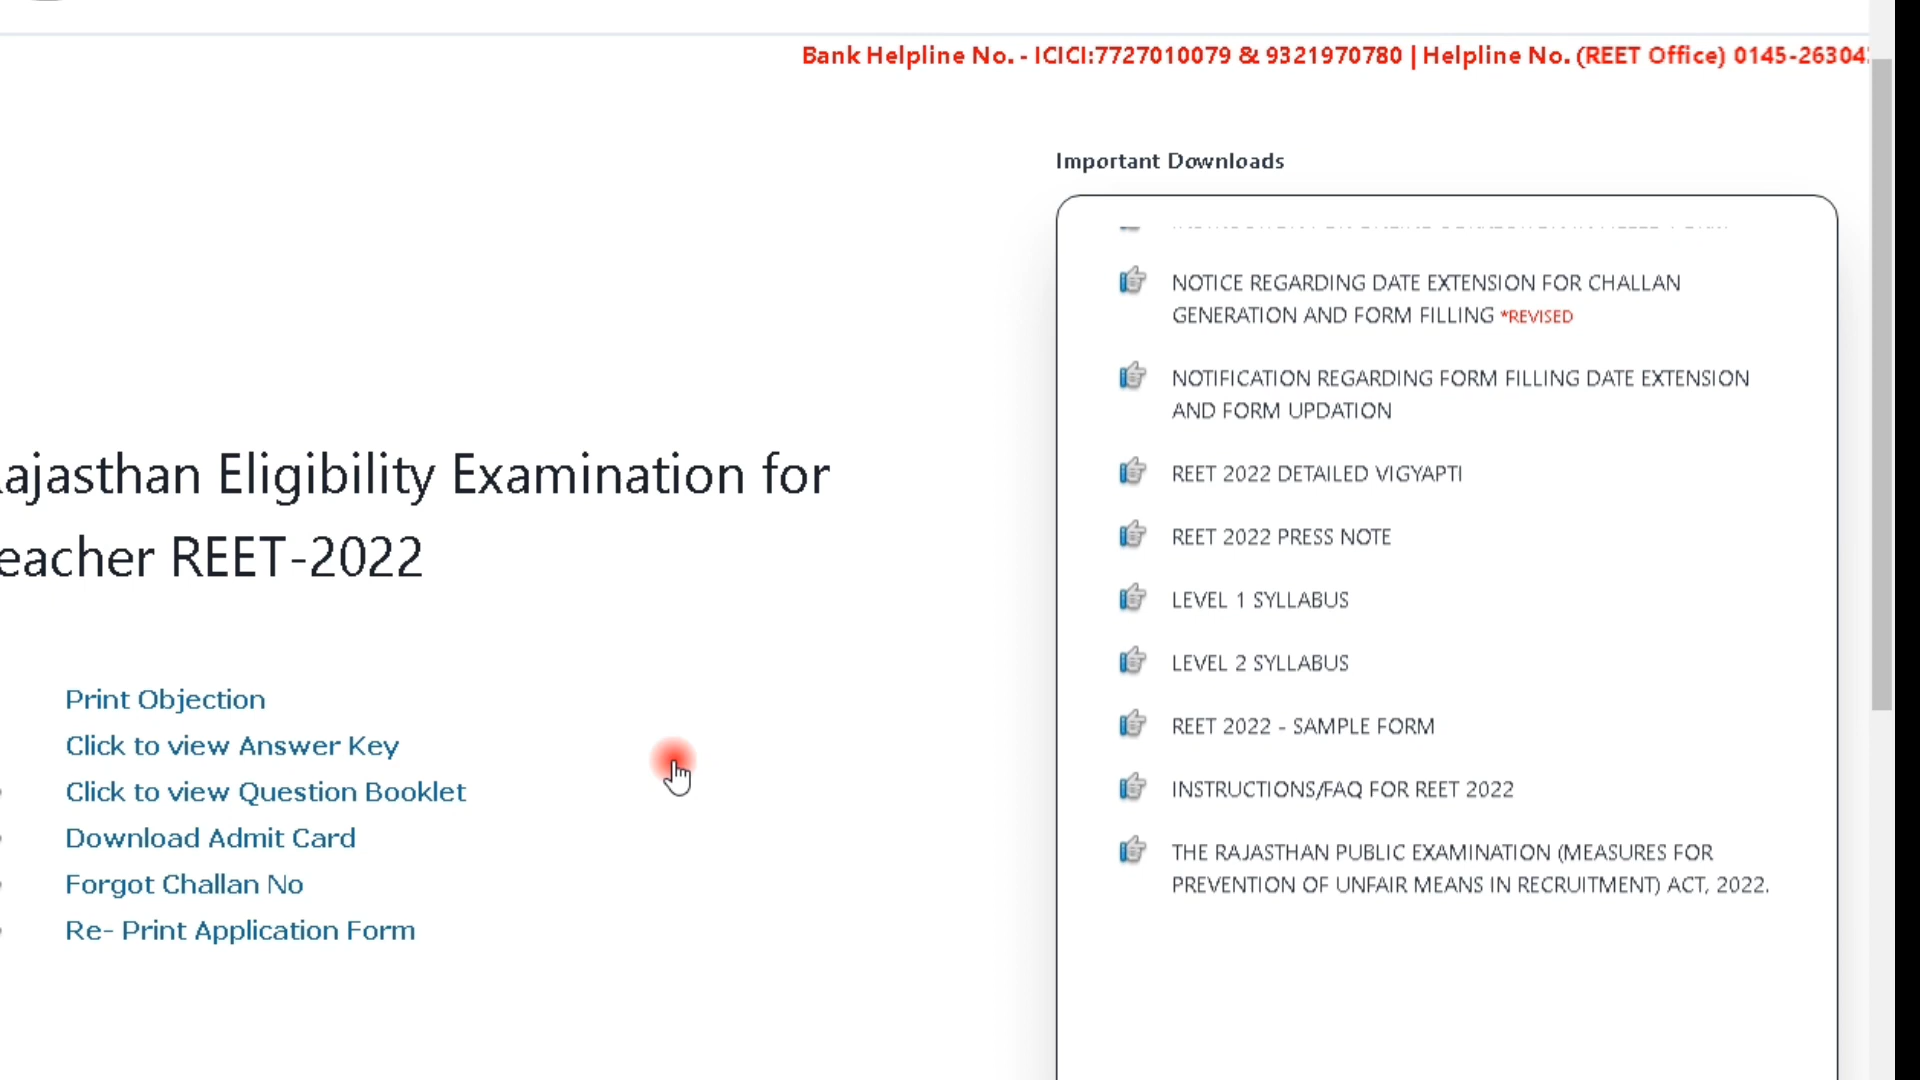 Bank Helpline No. - ICICI:7727010079 & 9321970780 | Helpline No. (REET Office) 0145-26304
Important Downloads
NOTICE REGARDING DATE EXTENSION FOR CHALLAN
GENERATION AND FORM FILLING *REVISED
NOTIFICATION REGARDING FORM FILLING DATE EXTENSION
AND FORM UPDATION
REET 2022 DETAILED VIGYAPTI
REET 2022 PRESS NOTE
LEVEL 1 SYLLABUS
LEVEL 2 SYLLABUS
REET 2022 - SAMPLE FORM
INSTRUCTIONS/FAQ FOR REET 2022
THE RAJASTHAN PUBLIC EXAMINATION (MEASURES FOR
PREVENTION OF UNFAIR MEANS IN RECRUITMENT) ACT, 2022.
ajasthan Eligibility Examination for
eacher REET-2022
Print Objection
Click to view Answer Key
Click to view Question Booklet
Download Admit Card
Forgot Challan No
Re- Print Application Form